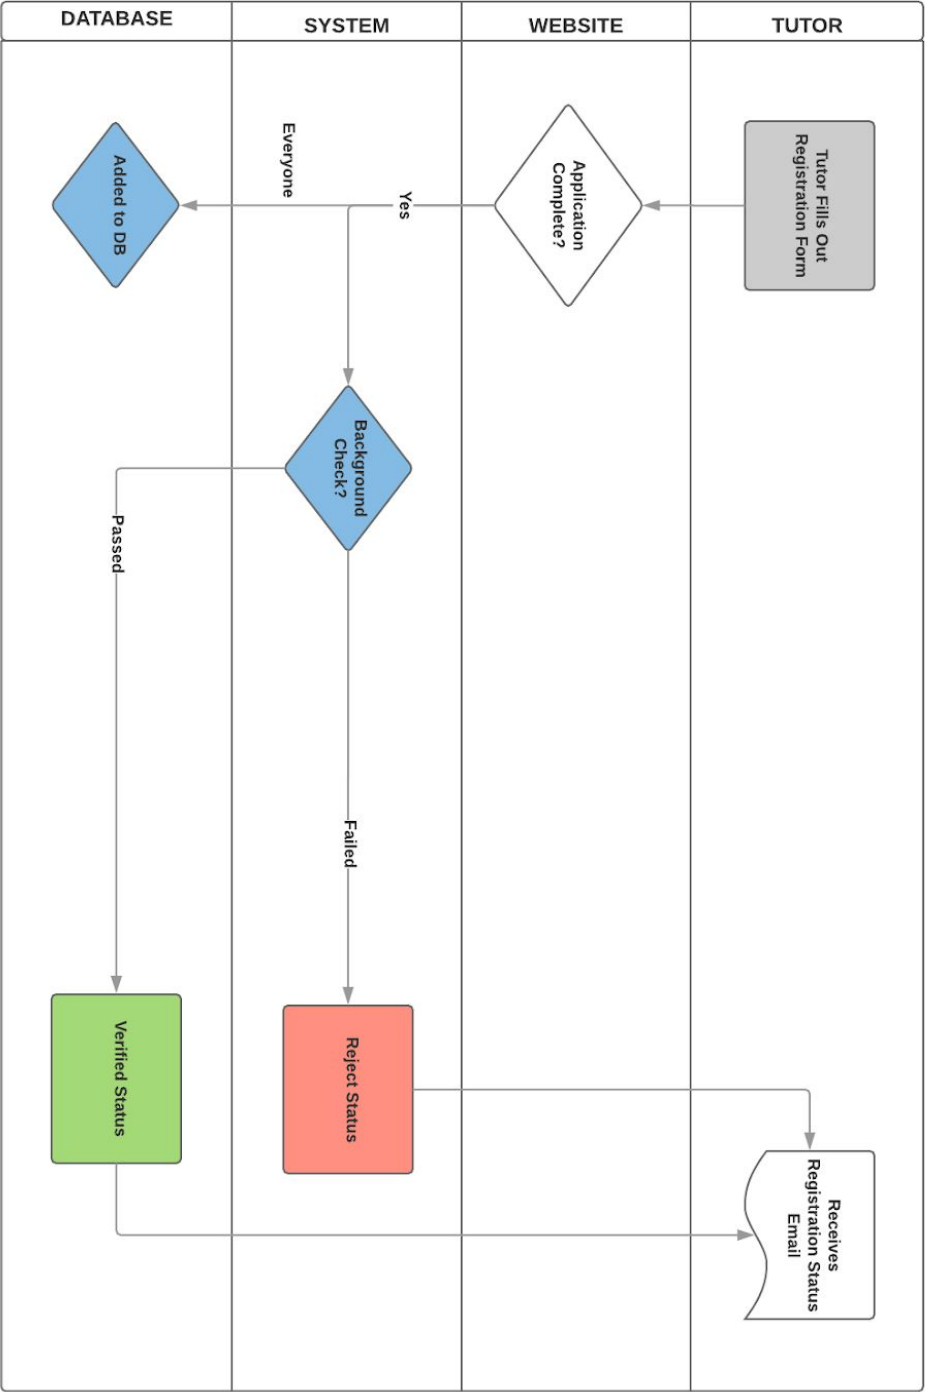 DATABASE
SYSTEM
WEBSITE
TUTOR
Tutor Fills Out
Registration Form
Application
Complete?
Yes
Everyone
Added to DB
Background
Check?
Passed
Failed
Verified Status
Reject Status
Receives
Registration Status
Email